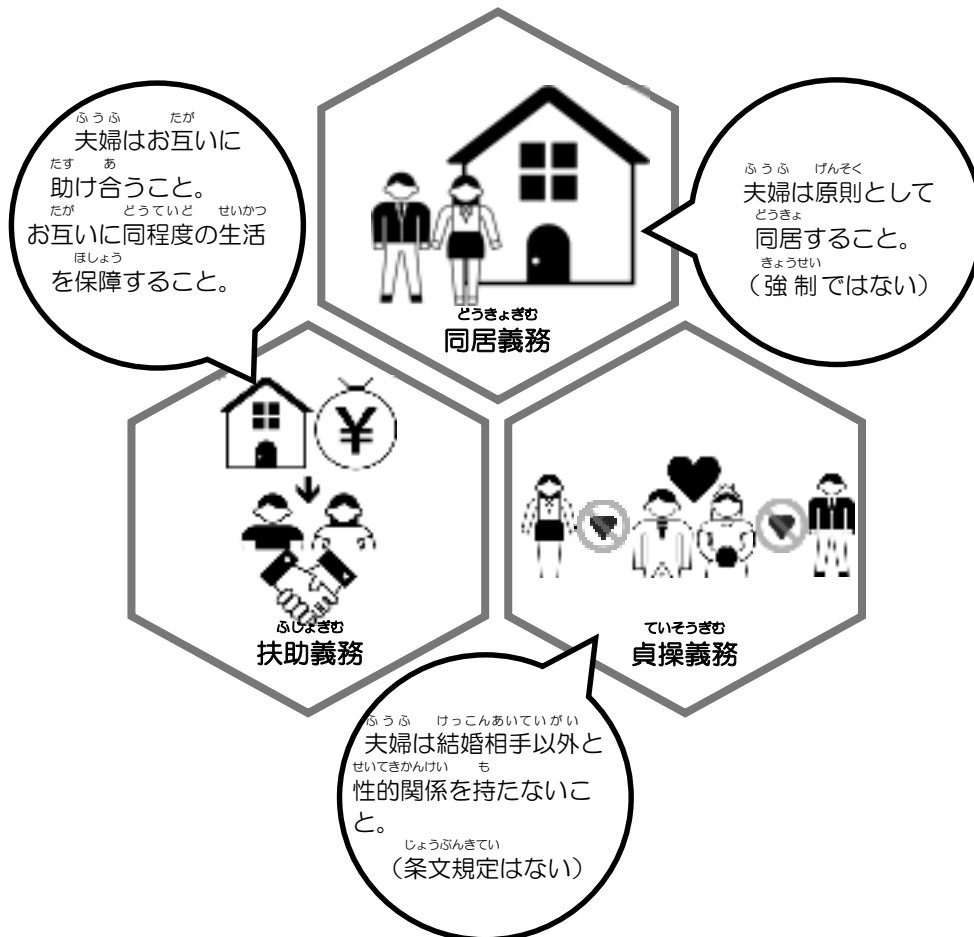 ふうふ たが
夫婦はお互いに
たす あ
助け合うこと。
たが どうていど せいかつ
お互いに同程度の生活
ほしょう
を保障すること。
ふうふ げんそく
夫婦は原則として
どうきょ
同居すること。
きょうせい
（強制ではない）
どうきょぎむ
同居義務
¥
ふじょぎむ
扶助義務
ていそうぎむ
貞操義務
ふうふ けっこんあいていがい
夫婦は結婚相手以外と
せいてきかんけい も
性的関係を持たないこ
と。
じょうぶんきてい
（条文規定はない）